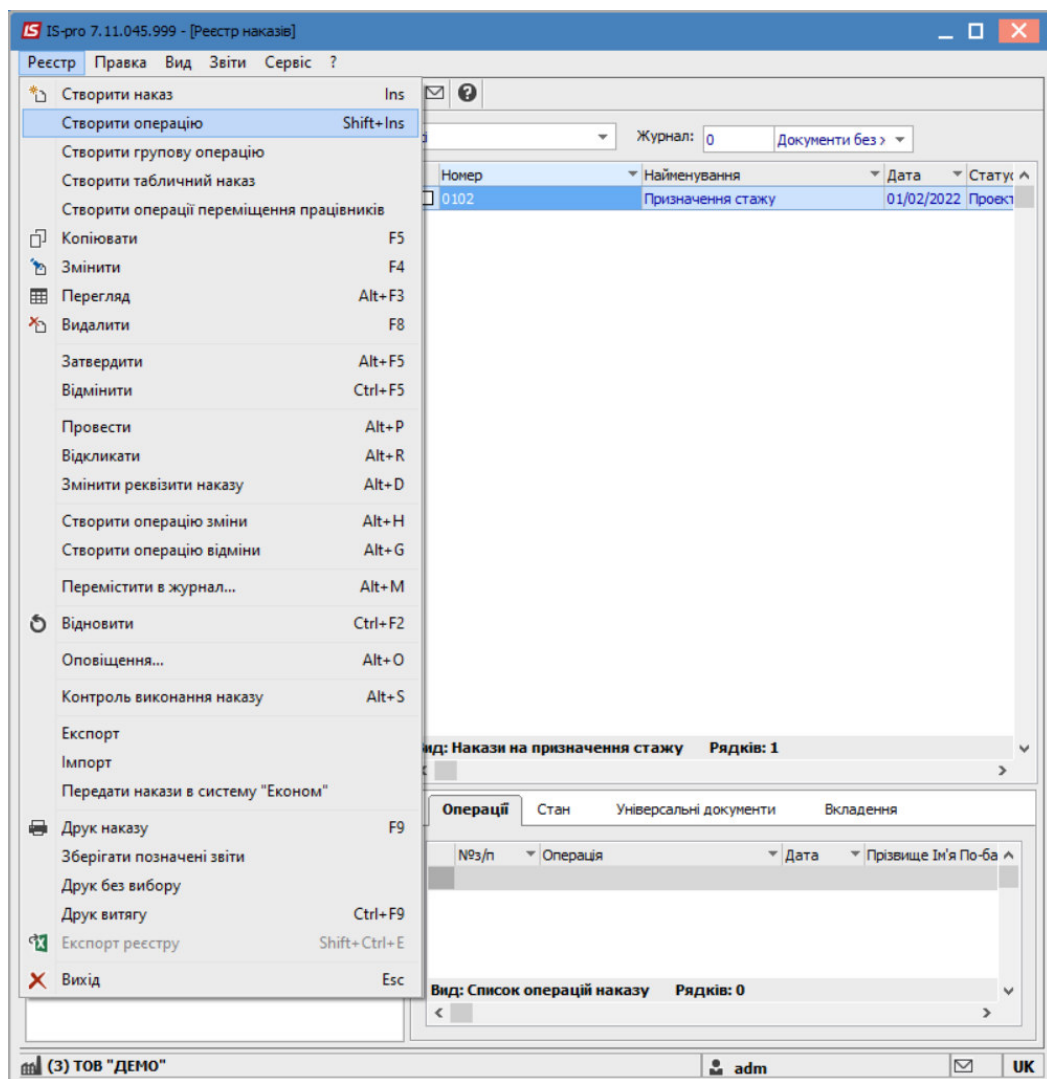 IS-pro 7.11.045.999 - [Реєстр наказів]
Реєстр Правка Вид Звіти Сервіс ?
Створити наказ Ins
Створити операцію Shift+Ins
Журнал: 0 Документи без
Створити групову операцію
Створити табличний наказ
Створити операції переміщення працівників
Номер Найменування Дата Статус
0102 Призначення стажу 01/02/2022 Проект
Копіювати F5
Змінити F4
Перегляд Alt+F3
Видалити F8
Затвердити Alt+F5
Відмінити Ctrl+F5
Провести Alt+P
Відкликати Alt+R
Змінити реквізити наказу Alt+D
Створити операцію зміни Alt+H
Створити операцію відміни Alt+G
Перемістити в журнал... Alt+M
Відновити Ctrl+F2
Оповіщення... Alt+O
Контроль виконання наказу Alt+S
Експорт
Імпорт
Передати накази в систему "Економ"
Вид: Накази на призначення стажу Рядків: 1
Операції Стан Універсальні документи Вкладення
Друк наказу F9
Зберігати позначені звіти
Друк без вибору
Друк витягу Ctrl+F9
Експорт реєстру Shift+Ctrl+E
Вихід Esc
№з/п Операція Дата Прізвище Ім'я По-ба
Вид: Список операцій наказу Рядків: 0
(3) ТОВ "ДЕМО" adm UK